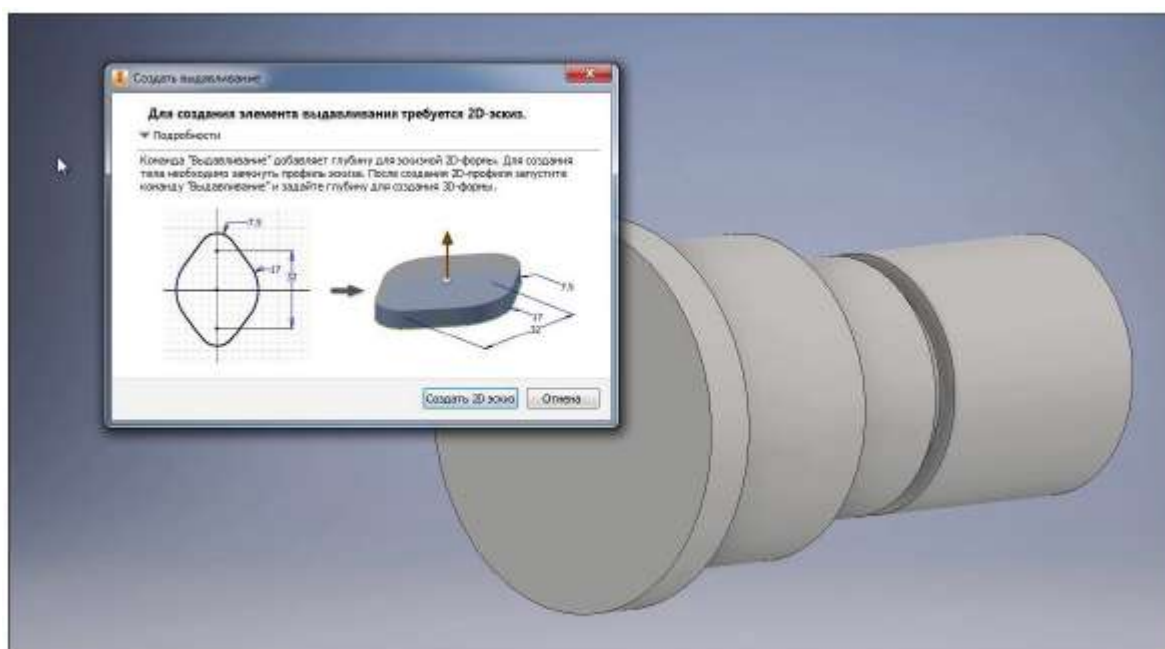 Создать выдавливание
Для создания элемента выдавливания требуется 2D-эскиз.
Подробности
Команда "Выдавливание" добавляет глубину для эскизной 2D-формы. Для создания
тела необходимо замкнуть профиль эскиза. После создания 2D-профиля запустите
команду "Выдавливание" и задайте глубину для создания 3D-формы.
7.5
17
32
7.5
17
32
Создать 2D эскиз
Отмена